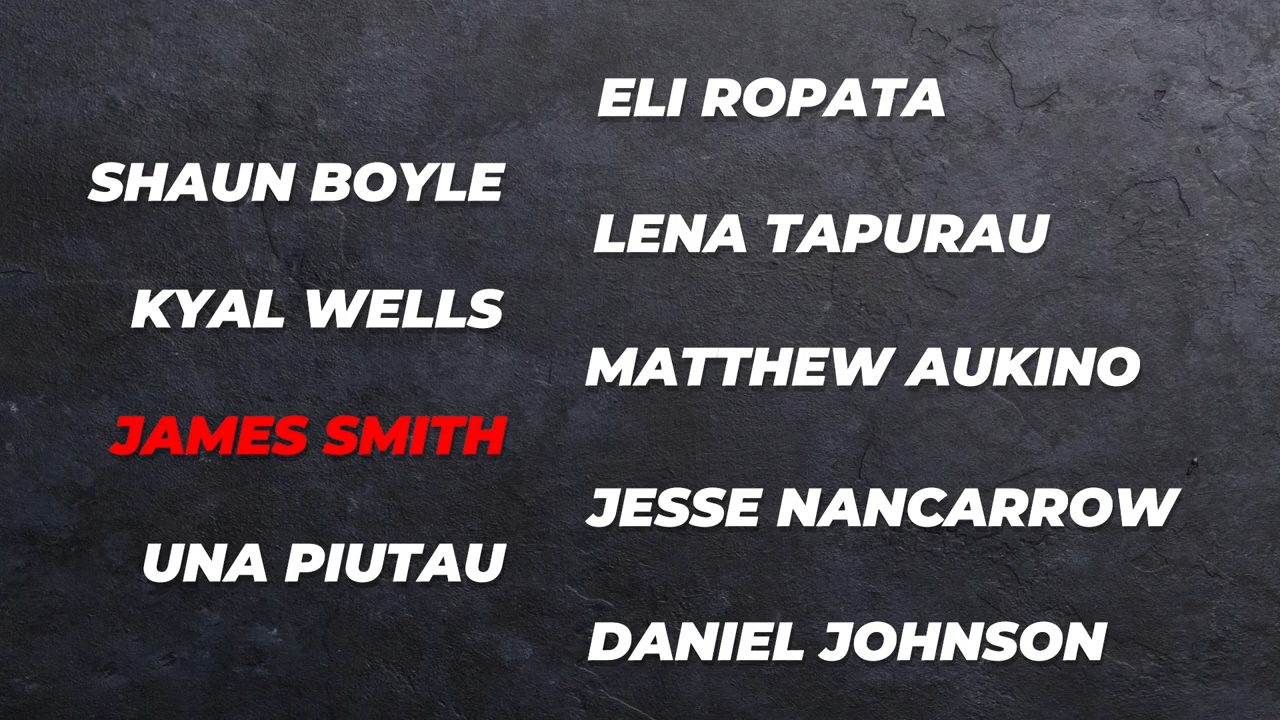 SHAUN BOYLE
KYAL WELLS
JAMES SMITH
UNA PIUTAU
ELI ROPATA
LENA TAPURAU
MATTHEW AUKINO
JESSE NANCARROW
DANIEL JOHNSON